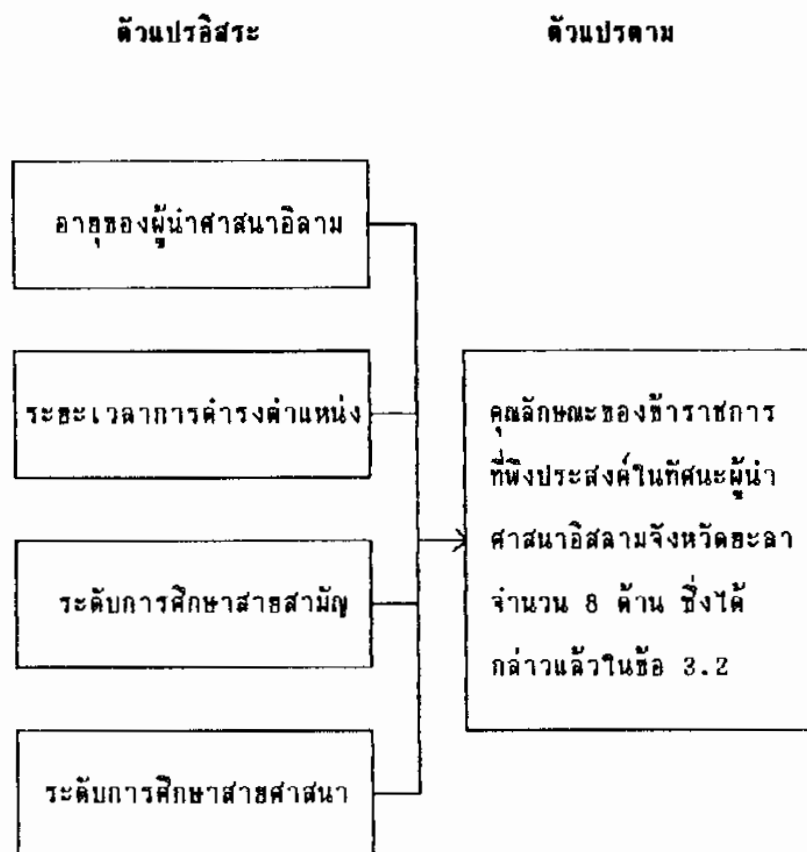 ตัวแปรอิสระ
ตัวแปรตาม
อายุของผู้นำศาสนาอิลาม
ระยะเวลาการดำรงตำแหน่ง
ระดับการศึกษาสายสามัญ
ระดับการศึกษาสายศาสนา
คุณลักษณะของข้าราชการ
ที่พึงประสงค์ในทัศนะผู้นำ
ศาสนาอิสลามจังหวัดยะลา
จำนวน 8 ด้าน ซึ่งได้
กล่าวแล้วในข้อ 3.2